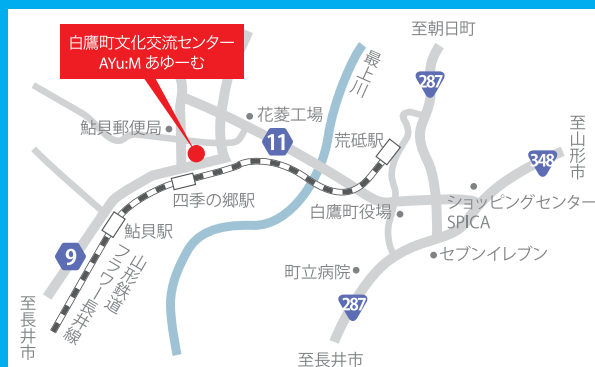 白鷹町文化交流センター
AYu:M あゆーむ
至朝日町
287
最上川
花菱工場
鮎貝郵便局
11
荒砥駅
至山形市
348
四季の郷駅
白鷹町役場
ショッピングセンター
SPICA
鮎貝駅
セブンイレブン
9
山形鉄道
フラワー長井線
町立病院
287
至長井市
至長井市